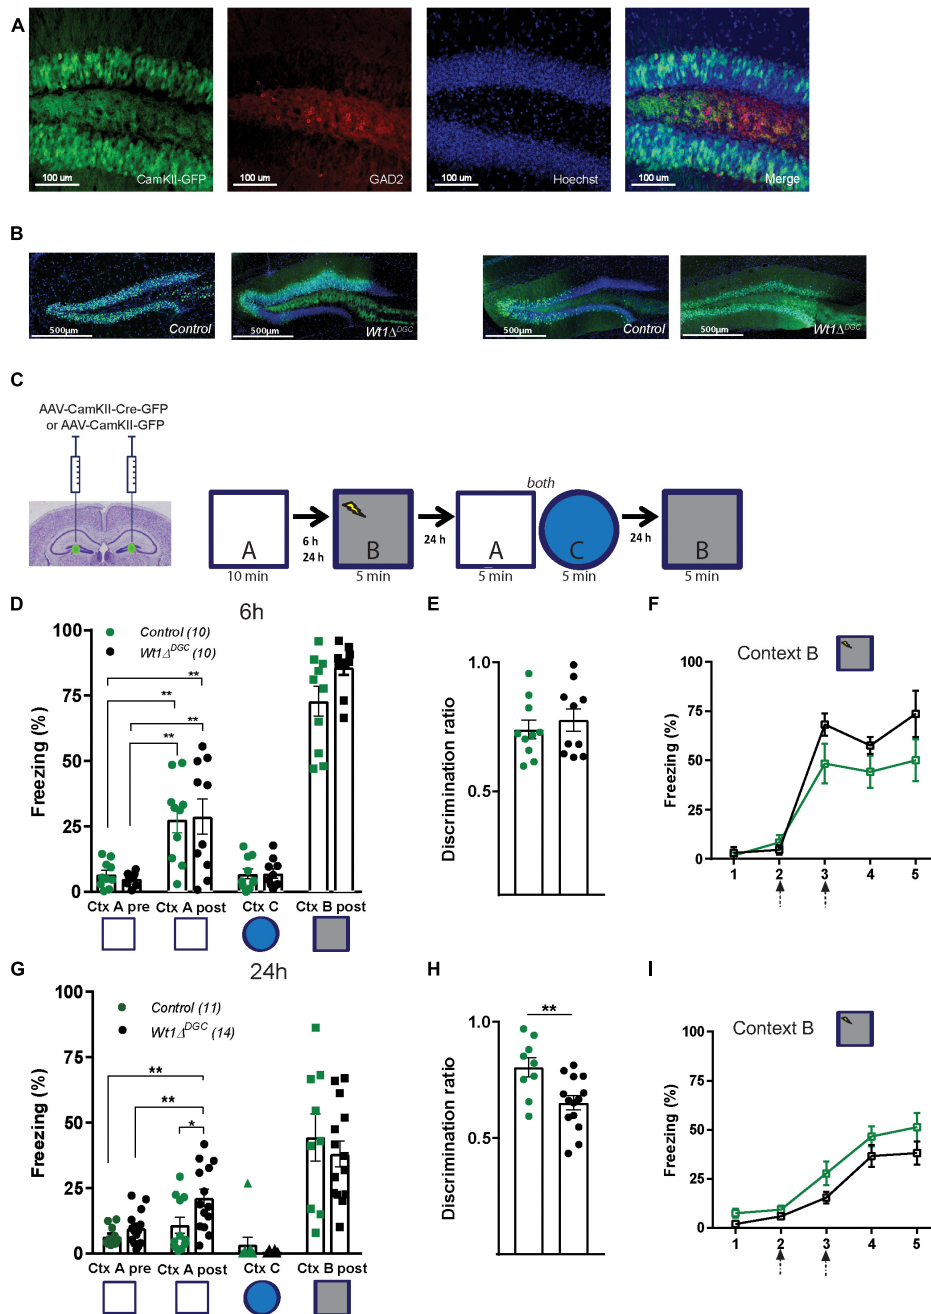 A
100 um
CamKII-GFP
100 um
GAD2
100 um
Hoechst
100 um
Merge
B
500μm
Control
500μm
Wt1Δ^DGC
500μm
Control
500μm
Wt1Δ^DGC
C
AAV-CamKII-Cre-GFP
or AAV-CamKII-GFP
A
10 min
6 h
24 h
B
5 min
24 h
both
A
5 min
C
5 min
24 h
B
5 min
D
6h
Control (10)
Wt1Δ^DGC (10)
Freezing (%)
100
75
50
25
0
**
**
**
**
Ctx A pre
Ctx A post
Ctx C
Ctx B post
E
Discrimination ratio
1.0
0.5
F
Context B
Freezing (%)
100
75
50
25
0
1 2 3 4 5
G
24h
Control (11)
Wt1Δ^DGC (14)
Freezing (%)
100
75
50
25
0
**
**
*
Ctx A pre
Ctx A post
Ctx C
Ctx B post
H
**
Discrimination ratio
1.0
0.5
I
Context B
Freezing (%)
100
75
50
25
0
1 2 3 4 5